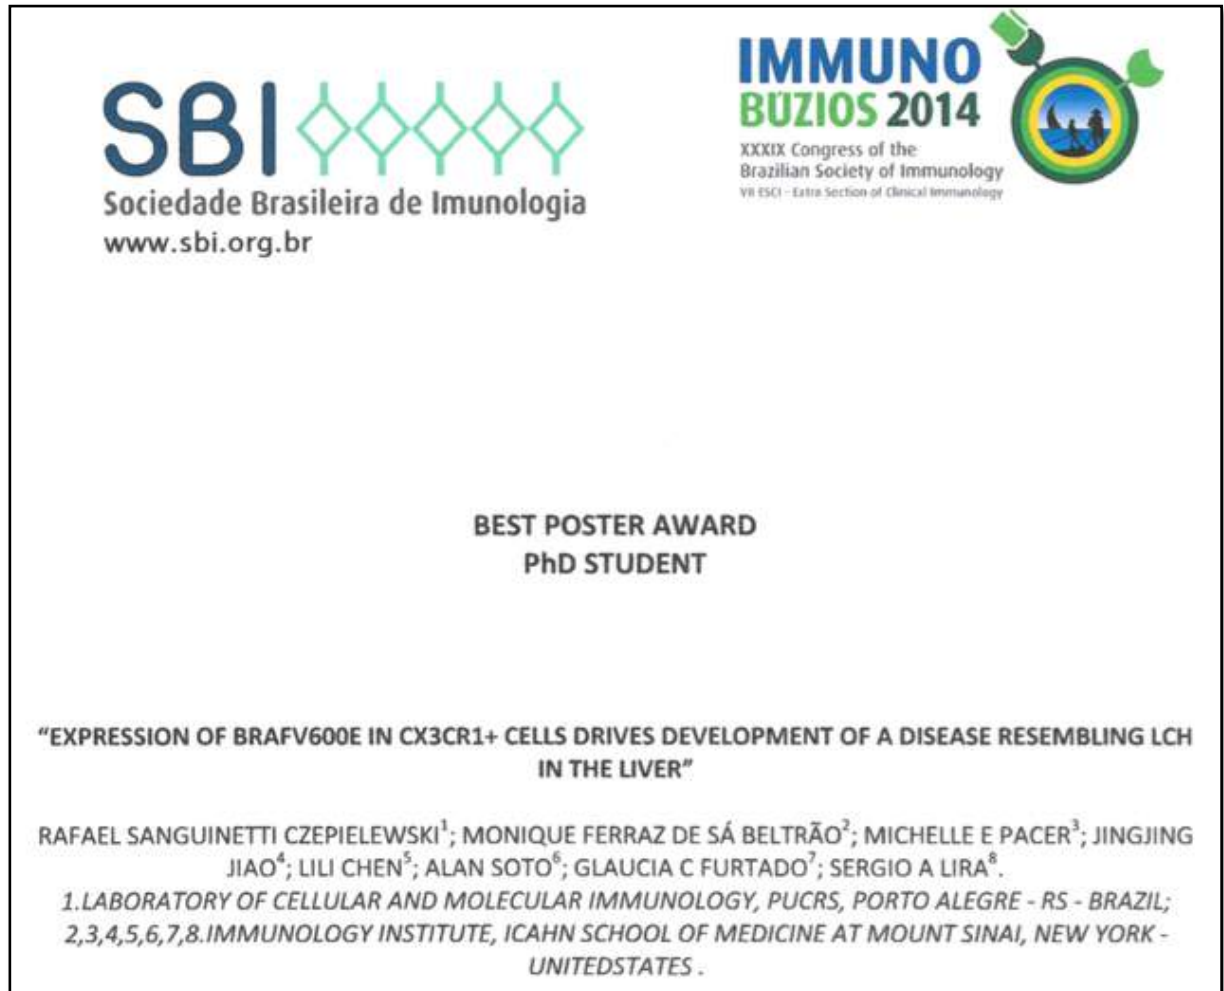 SBI
Sociedade Brasileira de Imunologia
www.sbi.org.br
IMMUNO
BÚZIOS 2014
XXXIX Congress of the
Brazilian Society of Immunology
VII ESCI - Extra Section of Clinical Immunology
BEST POSTER AWARD
PhD STUDENT
“EXPRESSION OF BRAFV600E IN CX3CR1+ CELLS DRIVES DEVELOPMENT OF A DISEASE RESEMBLING LCH
IN THE LIVER”
RAFAEL SANGUINETTI CZEPIELEWSKI¹; MONIQUE FERRAZ DE SÁ BELTRÃO²; MICHELLE E PACER³; JINGJING
JIAO⁴; LILI CHEN⁵; ALAN SOTO⁶; GLAUCIA C FURTADO⁷; SERGIO A LIRA⁸.
1.LABORATORY OF CELLULAR AND MOLECULAR IMMUNOLOGY, PUCRS, PORTO ALEGRE - RS - BRAZIL;
2,3,4,5,6,7,8.IMMUNOLOGY INSTITUTE, ICAHN SCHOOL OF MEDICINE AT MOUNT SINAI, NEW YORK -
UNITEDSTATES .